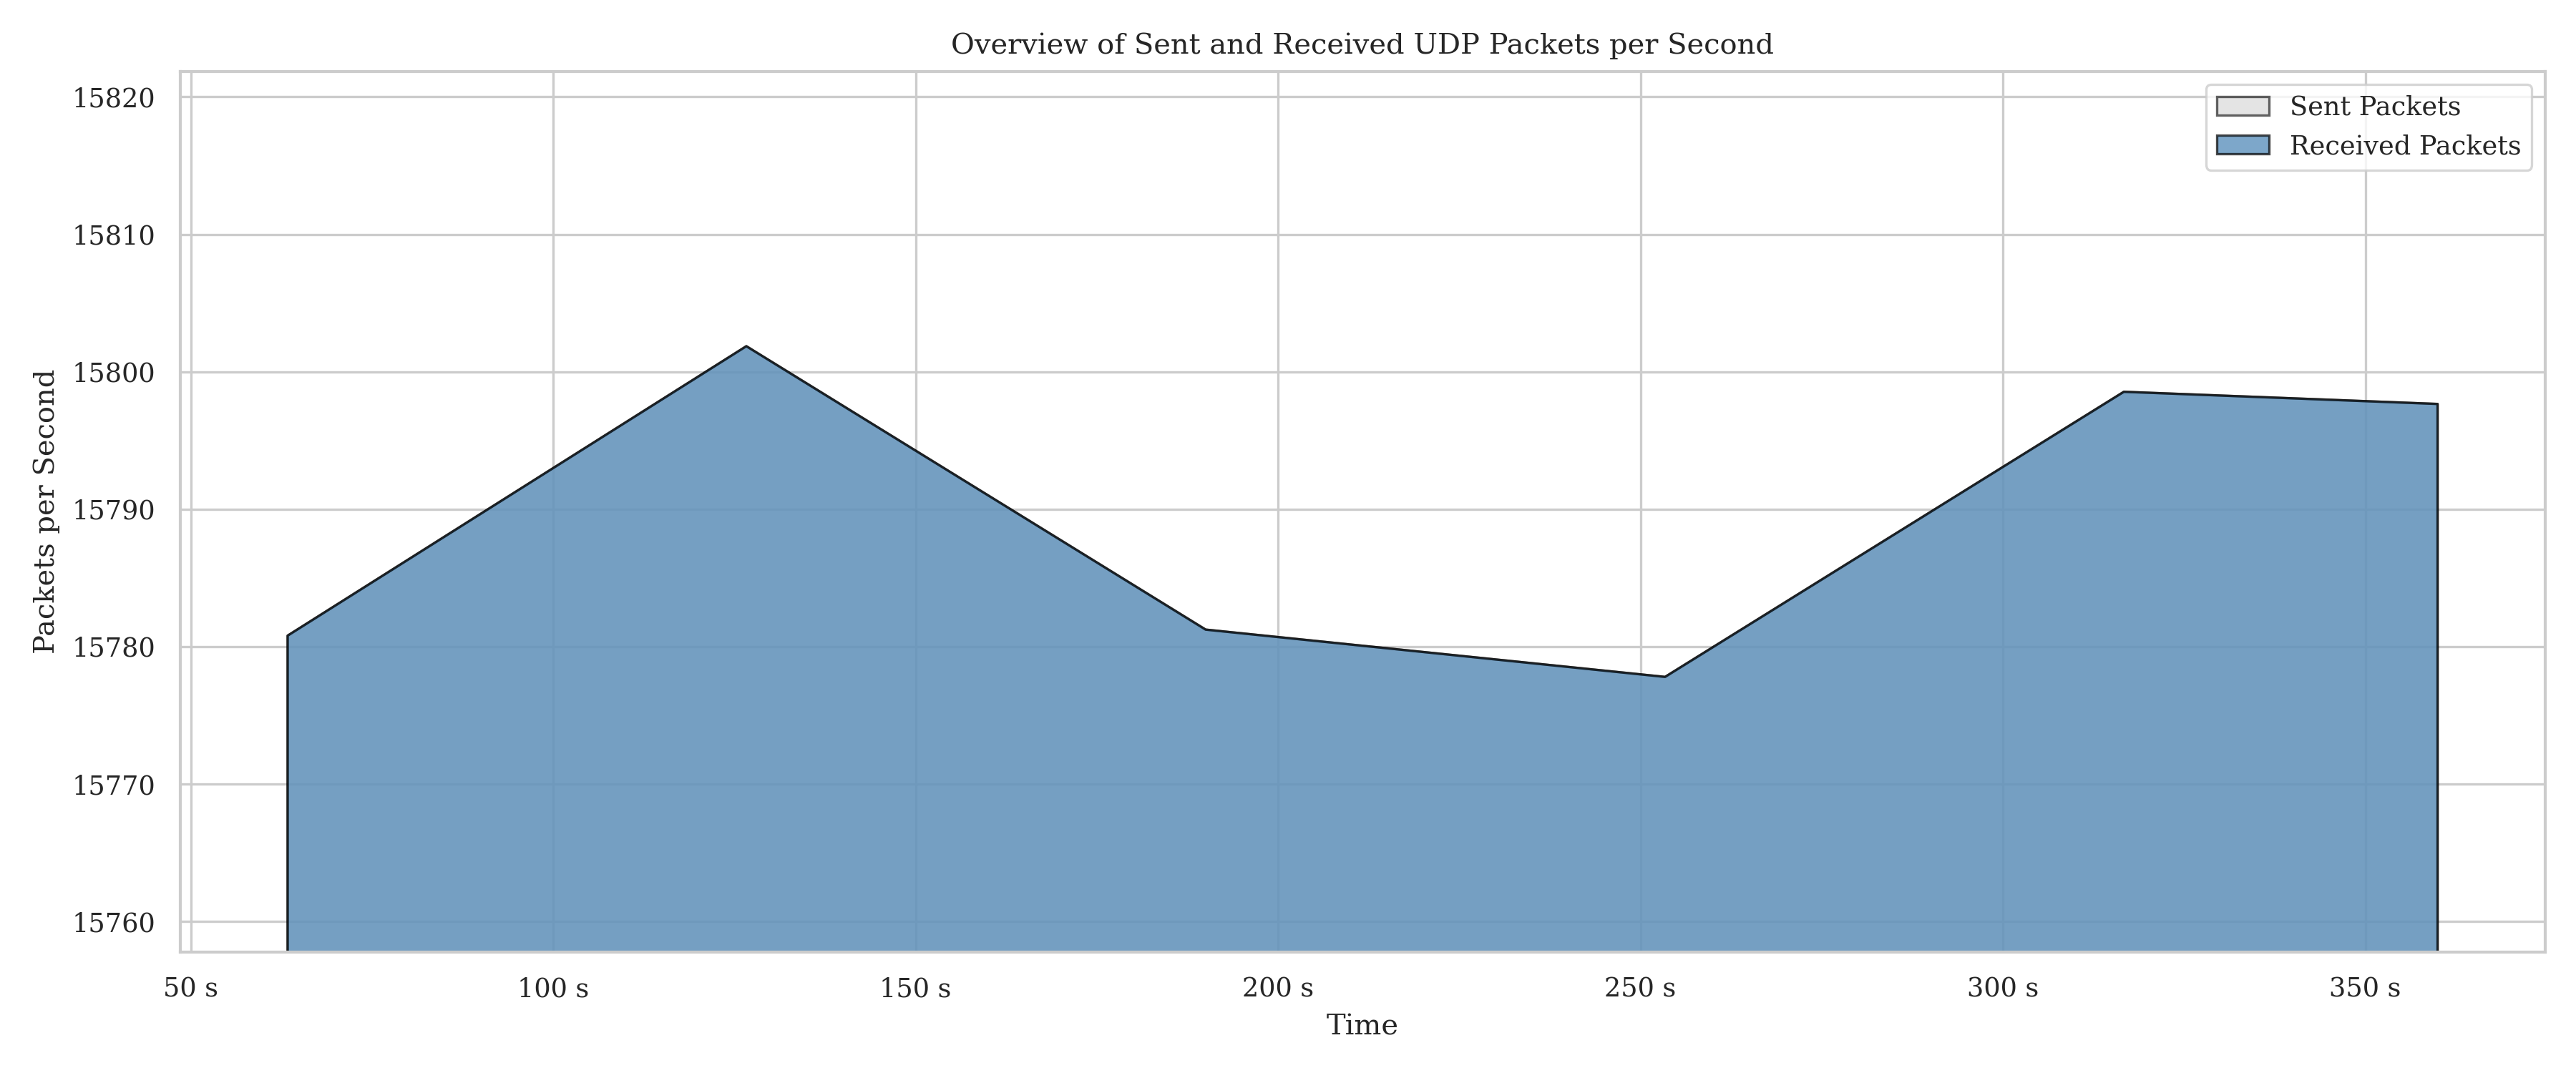 Overview of Sent and Received UDP Packets per Second
Sent Packets
Received Packets
15820
15810
15800
15790
15780
15770
15760
Packets per Second
50 s
100 s
150 s
200 s
250 s
300 s
350 s
Time